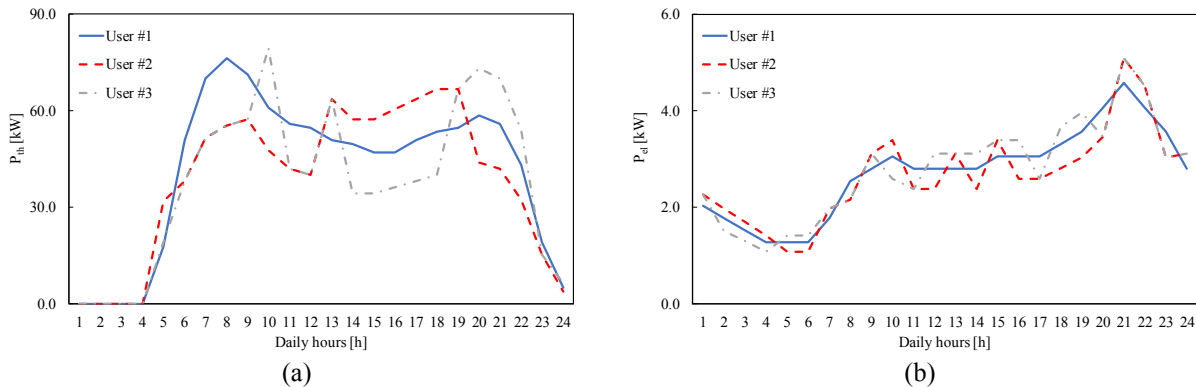 90.0
60.0
30.0
0.0
P_th [kW]
User #1
User #2
User #3
1 2 3 4 5 6 7 8 9 10 11 12 13 14 15 16 17 18 19 20 21 22 23 24
Daily hours [h]
(a)
6.0
4.0
2.0
0.0
P_el [kW]
User #1
User #2
User #3
1 2 3 4 5 6 7 8 9 10 11 12 13 14 15 16 17 18 19 20 21 22 23 24
Daily hours [h]
(b)